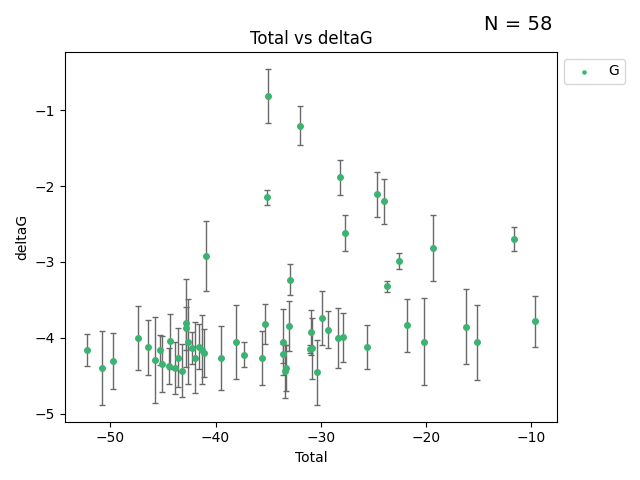 N = 58
Total vs deltaG
G
−1
−2
−3
−4
−5
deltaG
−50 −40 −30 −20 −10
Total